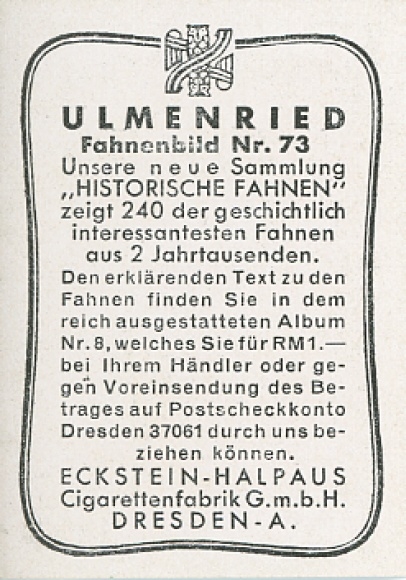 ULMENRIED
Fahnenbild Nr. 73
Unsere neue Sammlung
„HISTORISCHE FAHNEN"
zeigt 240 der geschichtlich
interessantesten Fahnen
aus 2 Jahrtausenden.
Den erklärenden Text zu den
Fahnen finden Sie in dem
reich ausgestatteten Album
Nr. 8, welches Sie für RM 1.—
bei Ihrem Händler oder ge-
gen Voreinsendung des Be-
trages auf Postscheckkonto
Dresden 37061 durch uns be-
ziehen können.
ECKSTEIN-HALPAUS
Cigarettenfabrik G.m.b.H.
DRESDEN-A.